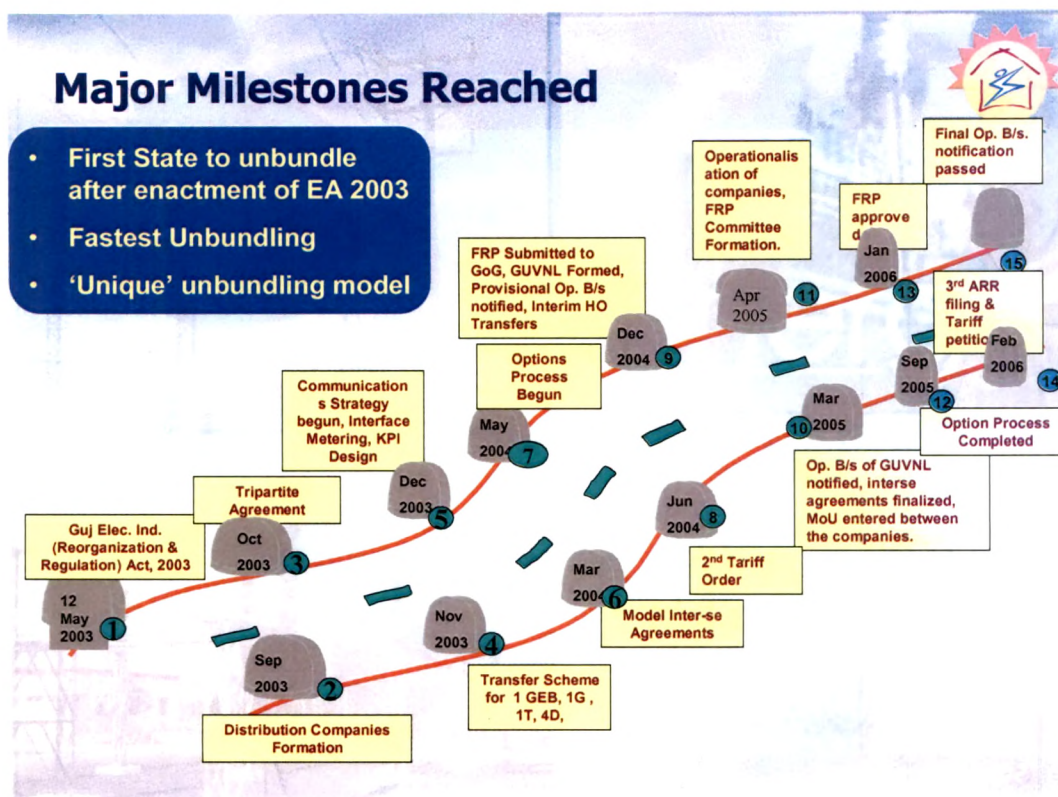 Major Milestones Reached
• First State to unbundle
after enactment of EA 2003
• Fastest Unbundling
• ‘Unique’ unbundling model
Guj Elec. Ind.
(Reorganization &
Regulation) Act, 2003
12
May
2003
1
Distribution Companies
Formation
Sep
2003
2
Tripartite
Agreement
Oct
2003
3
Transfer Scheme
for 1 GEB, 1G ,
1T, 4D,
Nov
2003
4
Communication
s Strategy
begun, Interface
Metering, KPI
Design
Dec
2003
5
Model Inter-se
Agreements
Mar
2004
6
Options
Process
Begun
May
2004
7
2nd Tariff
Order
Jun
2004
8
FRP Submitted to
GoG, GUVNL Formed,
Provisional Op. B/s
notified, Interim HO
Transfers
Dec
2004
9
Op. B/s of GUVNL
notified, interse
agreements finalized,
MoU entered between
the companies.
Mar
2005
10
Operationalis
ation of
companies,
FRP
Committee
Formation.
Apr
2005
11
Option Process
Completed
Sep
2005
12
FRP
approve
d
Jan
2006
13
3rd ARR
filing &
Tariff
Feb
2006
14
Final Op. B/s.
notification
passed
15